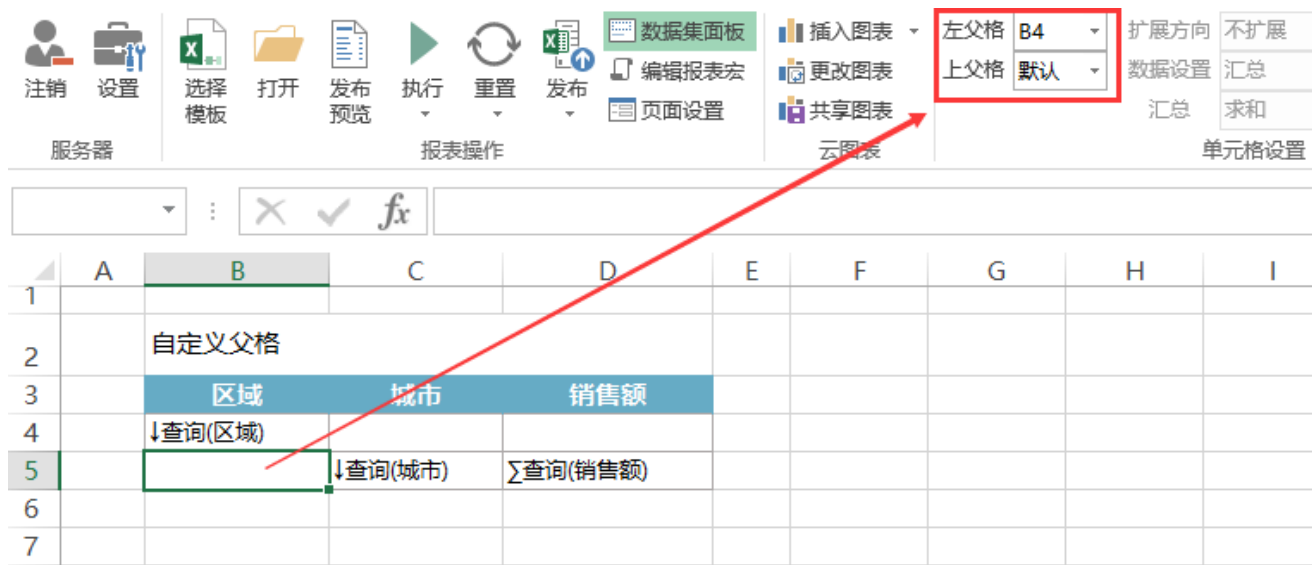 注销
设置
选择
模板
打开
发布
预览
执行
重置
发布
数据集面板
编辑报表宏
页面设置
插入图表
更改图表
共享图表
左父格 B4
上父格 默认
扩展方向 不扩展
数据设置 汇总
汇总 求和
服务器
报表操作
云图表
单元格设置
fx
A B C D E F G H I
1
2 自定义父格
3 区域 城市 销售额
4 ↓查询(区域)
5 ↓查询(城市) ∑查询(销售额)
6
7